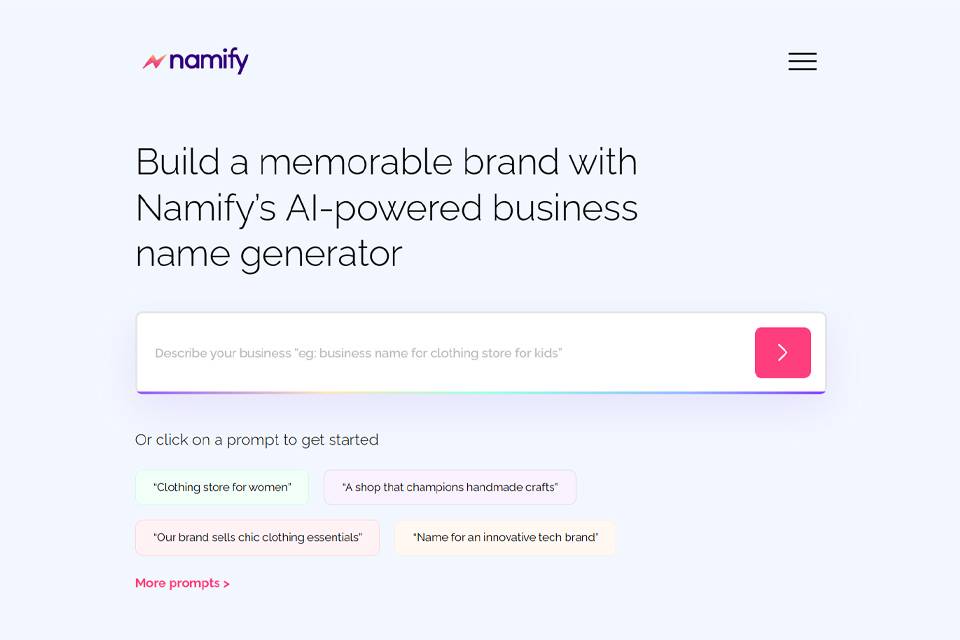 namify
Build a memorable brand with
Namify’s AI-powered business
name generator
Describe your business "eg: business name for clothing store for kids"
Or click on a prompt to get started
“Clothing store for women”
“A shop that champions handmade crafts”
“Our brand sells chic clothing essentials”
“Name for an innovative tech brand”
More prompts >